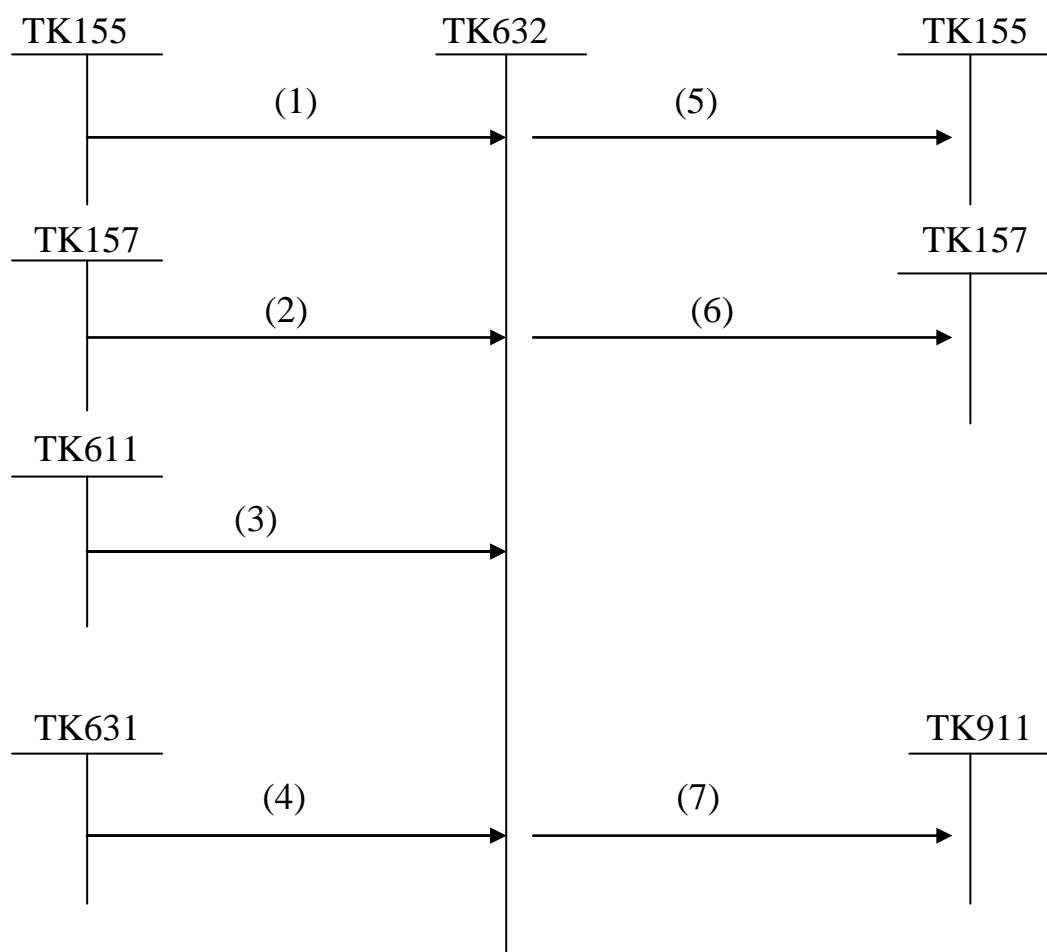 TK155
TK632
TK155
(1)
(5)
TK157
TK157
(2)
(6)
TK611
(3)
TK631
TK911
(4)
(7)